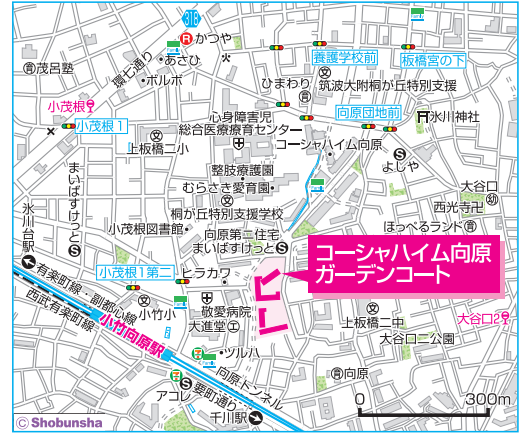 318
かつや
あさひ
環七通り
ボルボ
茂呂塾
養護学校前
板橋宮の下
ひまわり
筑波大附桐が丘特別支援
小茂根
小茂根1
心身障害児
総合医療療育センター
向原団地前
氷川神社
上板橋二小
コーシャハイム向原
よしや
まいばすけっと
整肢療護園
むらさき愛育園
大谷口
桐が丘特別支援学校
西光寺卍
小茂根図書館
向原第二住宅
まいばすけっと
ほっぺるランド
氷川台駅
小茂根1第二
ヒラカワ
コーシャハイム向原
ガーデンコート
有楽町線・副都心線
西武有楽町線
小竹小
敬愛病院
大進堂
上板橋二中
大谷口2
小竹向原駅
ツルハ
大谷口二公園
向原トンネル
向原
アコレ
要町通り
千川駅
0 300m
© Shobunsha